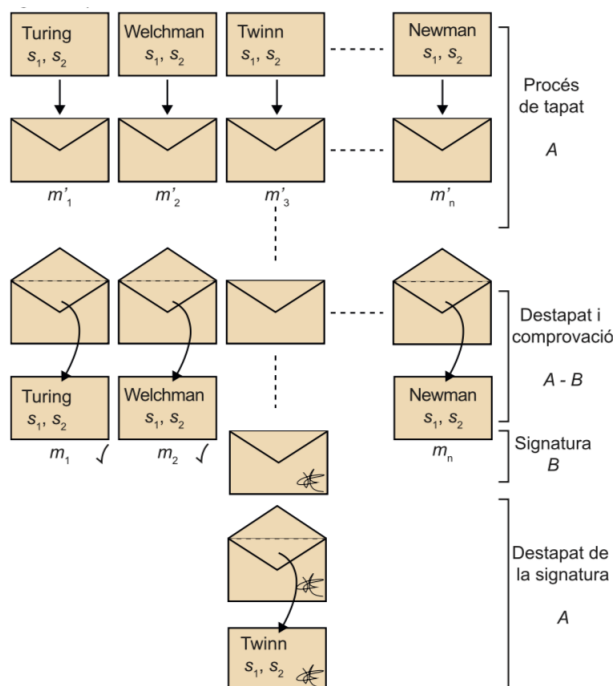 Turing
s₁, s₂
Welchman
s₁, s₂
Twinn
s₁, s₂
Newman
s₁, s₂
Procés
de tapat
A
m'₁
m'₂
m'₃
m'ₙ
Destapat i
comprovació
A - B
Turing
s₁, s₂
Welchman
s₁, s₂
Newman
s₁, s₂
m₁
m₂
mₙ
Signatura
B
Destapat de
la signatura
A
Twinn
s₁, s₂